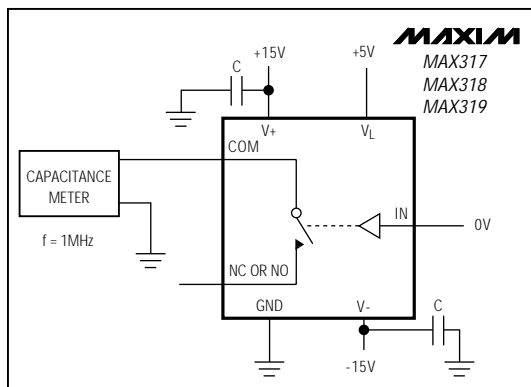 MAXIM
MAX317
MAX318
MAX319
+15V
+5V
C
V+
VL
COM
CAPACITANCE
METER
f = 1MHz
IN
0V
NC OR NO
GND
V-
C
-15V